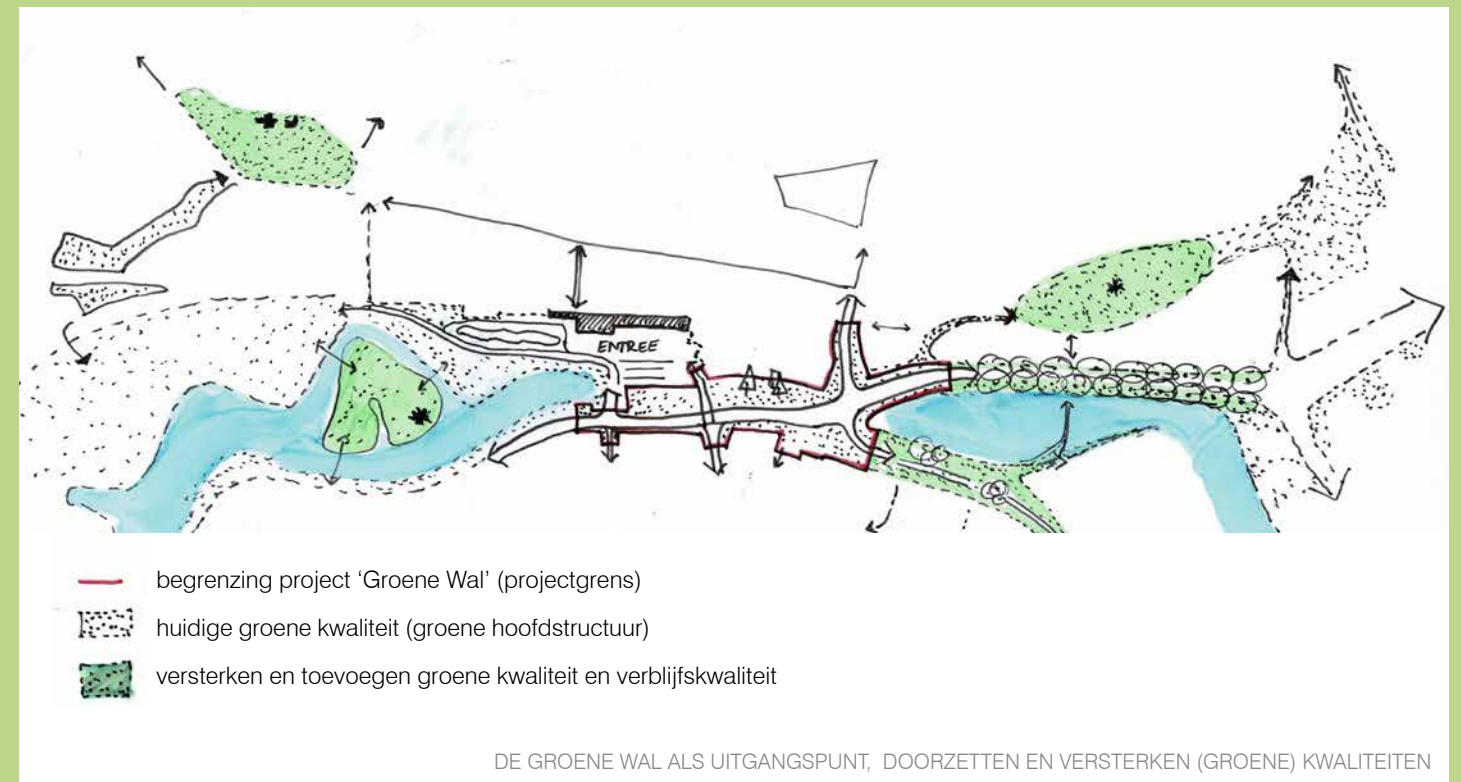 ENTREE
begrenzing project ‘Groene Wal’ (projectgrens)
huidige groene kwaliteit (groene hoofdstructuur)
versterken en toevoegen groene kwaliteit en verblijfskwaliteit
DE GROENE WAL ALS UITGANGSPUNT, DOORZETTEN EN VERSTERKEN (GROENE) KWALITEITEN